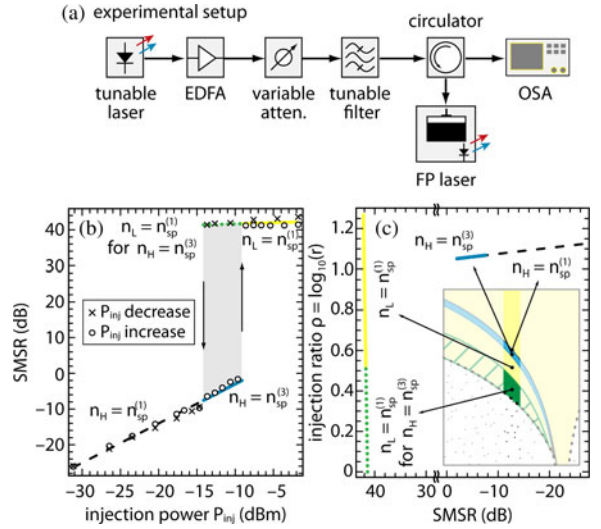 (a) experimental setup
circulator
tunable laser
EDFA
variable atten.
tunable filter
OSA
FP laser
(b)
n_L = n_sp^(1)
for n_H = n_sp^(3)
n_L = n_sp^(1)
× P_inj decrease
○ P_inj increase
n_H = n_sp^(1)
n_H = n_sp^(3)
SMSR (dB)
40
30
20
10
0
−10
−20
−30 −25 −20 −15 −10 −5
injection power P_inj (dBm)
(c)
n_H = n_sp^(3)
n_H = n_sp^(1)
n_L = n_sp^(1)
n_L = n_sp^(1)
for n_H = n_sp^(3)
injection ratio ρ = log₁₀(r)
1.2
1.0
0.8
0.6
0.4
0.2
0
40 30 0 −10 −20
SMSR (dB)